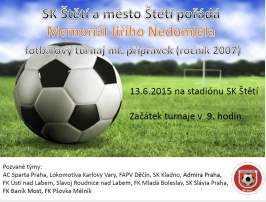 SK Štětí a město Štětí pořádá
Memoriál Jiřího Nedomlela
fotbalový turnaj ml. přípravek (ročník 2007)
13.6.2015 na stadiónu SK Štětí
Začátek turnaje v 9. hodin.
Pozvané týmy:
AC Sparta Praha, Lokomotiva Karlovy Vary, FAPV Děčín, SK Kladno, Admira Praha,
FK Ústí nad Labem, Slavoj Roudnice nad Labem, FK Mladá Boleslav, SK Slávia Praha,
FK Baník Most, FK Pšovka Mělník